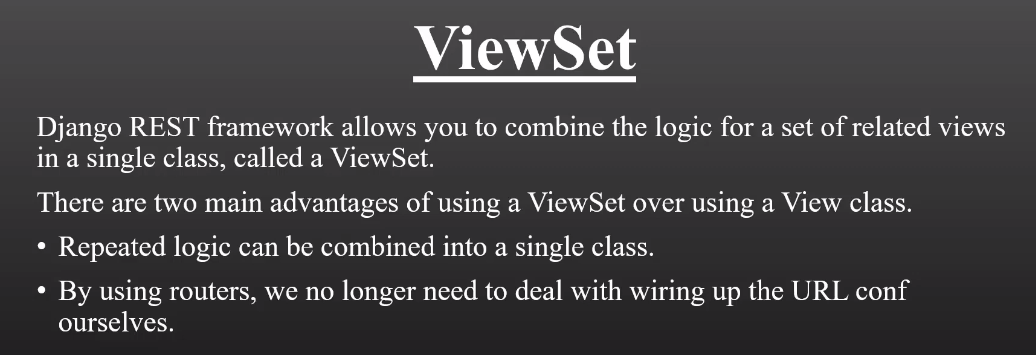 ViewSet
Django REST framework allows you to combine the logic for a set of related views
in a single class, called a ViewSet.
There are two main advantages of using a ViewSet over using a View class.
• Repeated logic can be combined into a single class.
• By using routers, we no longer need to deal with wiring up the URL conf
ourselves.